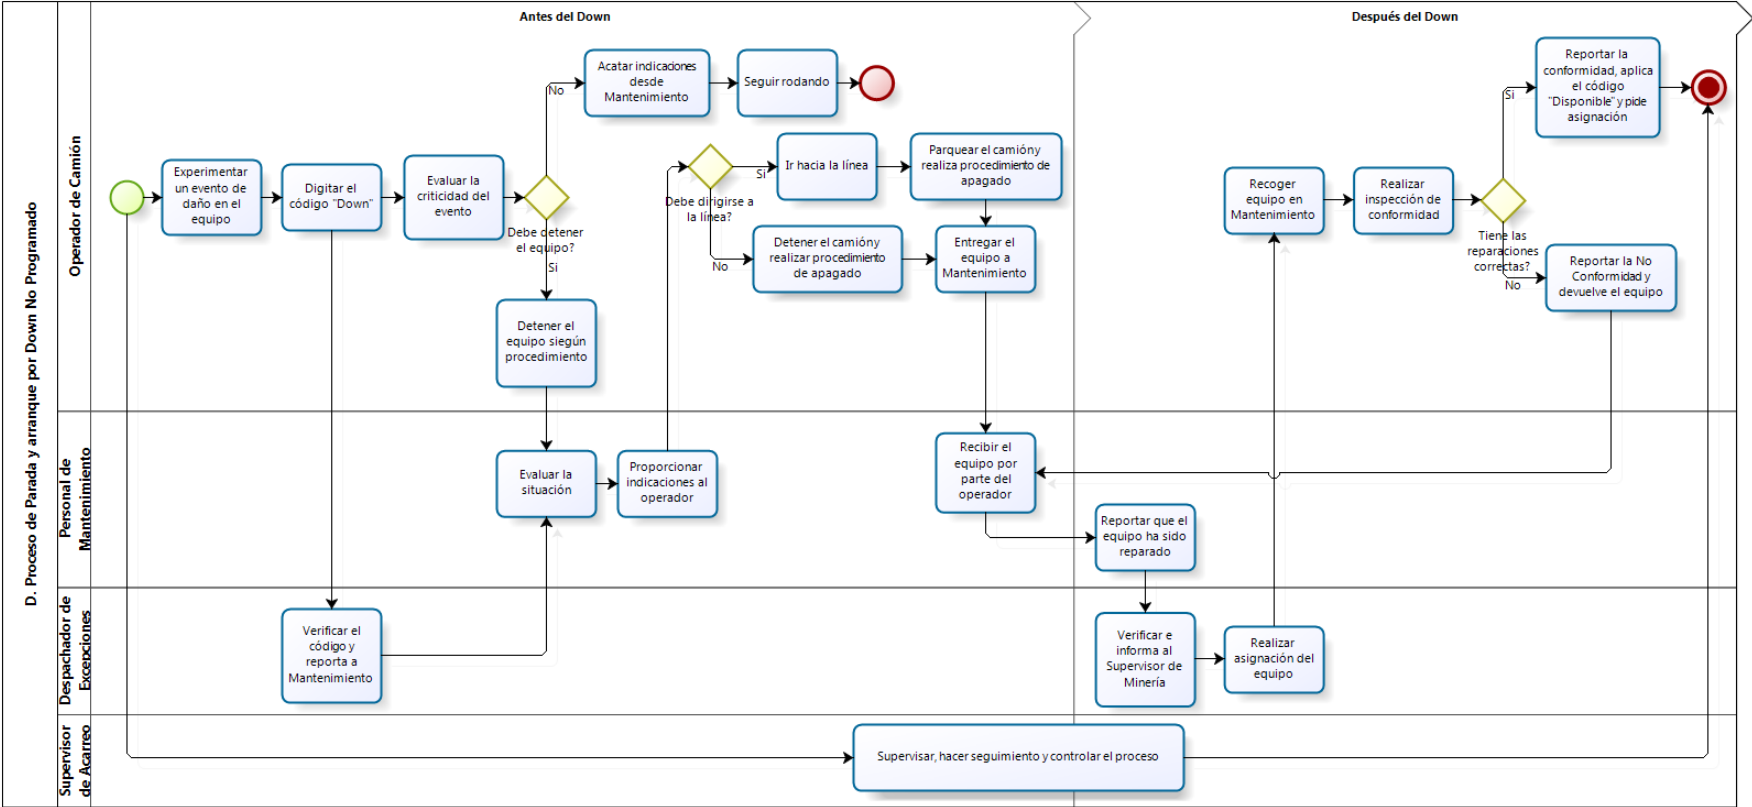 Antes del Down
Después del Down
D. Proceso de Parada y arranque por Down No Programado
Operador de Camión
Experimentar
un evento de
daño en el
equipo
Digitar el
código "Down"
Evaluar la
criticidad del
evento
Debe detener
el equipo?
No
Acatar indicaciones
desde
Mantenimiento
Seguir rodando
Si
Detener el
equipo siegún
procedimiento
Debe dirigirse a
la línea?
Si
Ir hacia la línea
Parquear el camión y
realiza procedimiento de
apagado
No
Detener el camión y
realizar procedimiento
de apagado
Entregar el
equipo a
Mantenimiento
Recoger
equipo en
Mantenimiento
Realizar
inspección de
conformidad
Tiene las
reparaciones
correctas?
Si
Reportar la
conformidad, aplica
el código
"Disponible" y pide
asignación
No
Reportar la No
Conformidad y
devuelve el equipo
Personal de
Mantenimiento
Evaluar la
situación
Proporcionar
indicaciones al
operador
Recibir el
equipo por
parte del
operador
Reportar que el
equipo ha sido
reparado
Despachador de
Excenciones
Verificar el
código y
reporta a
Mantenimiento
Verificar e
informa al
Supervisor de
Minería
Realizar
asignación del
equipo
Supervisor
de Acarreo
Supervisar, hacer seguimiento y controlar el proceso